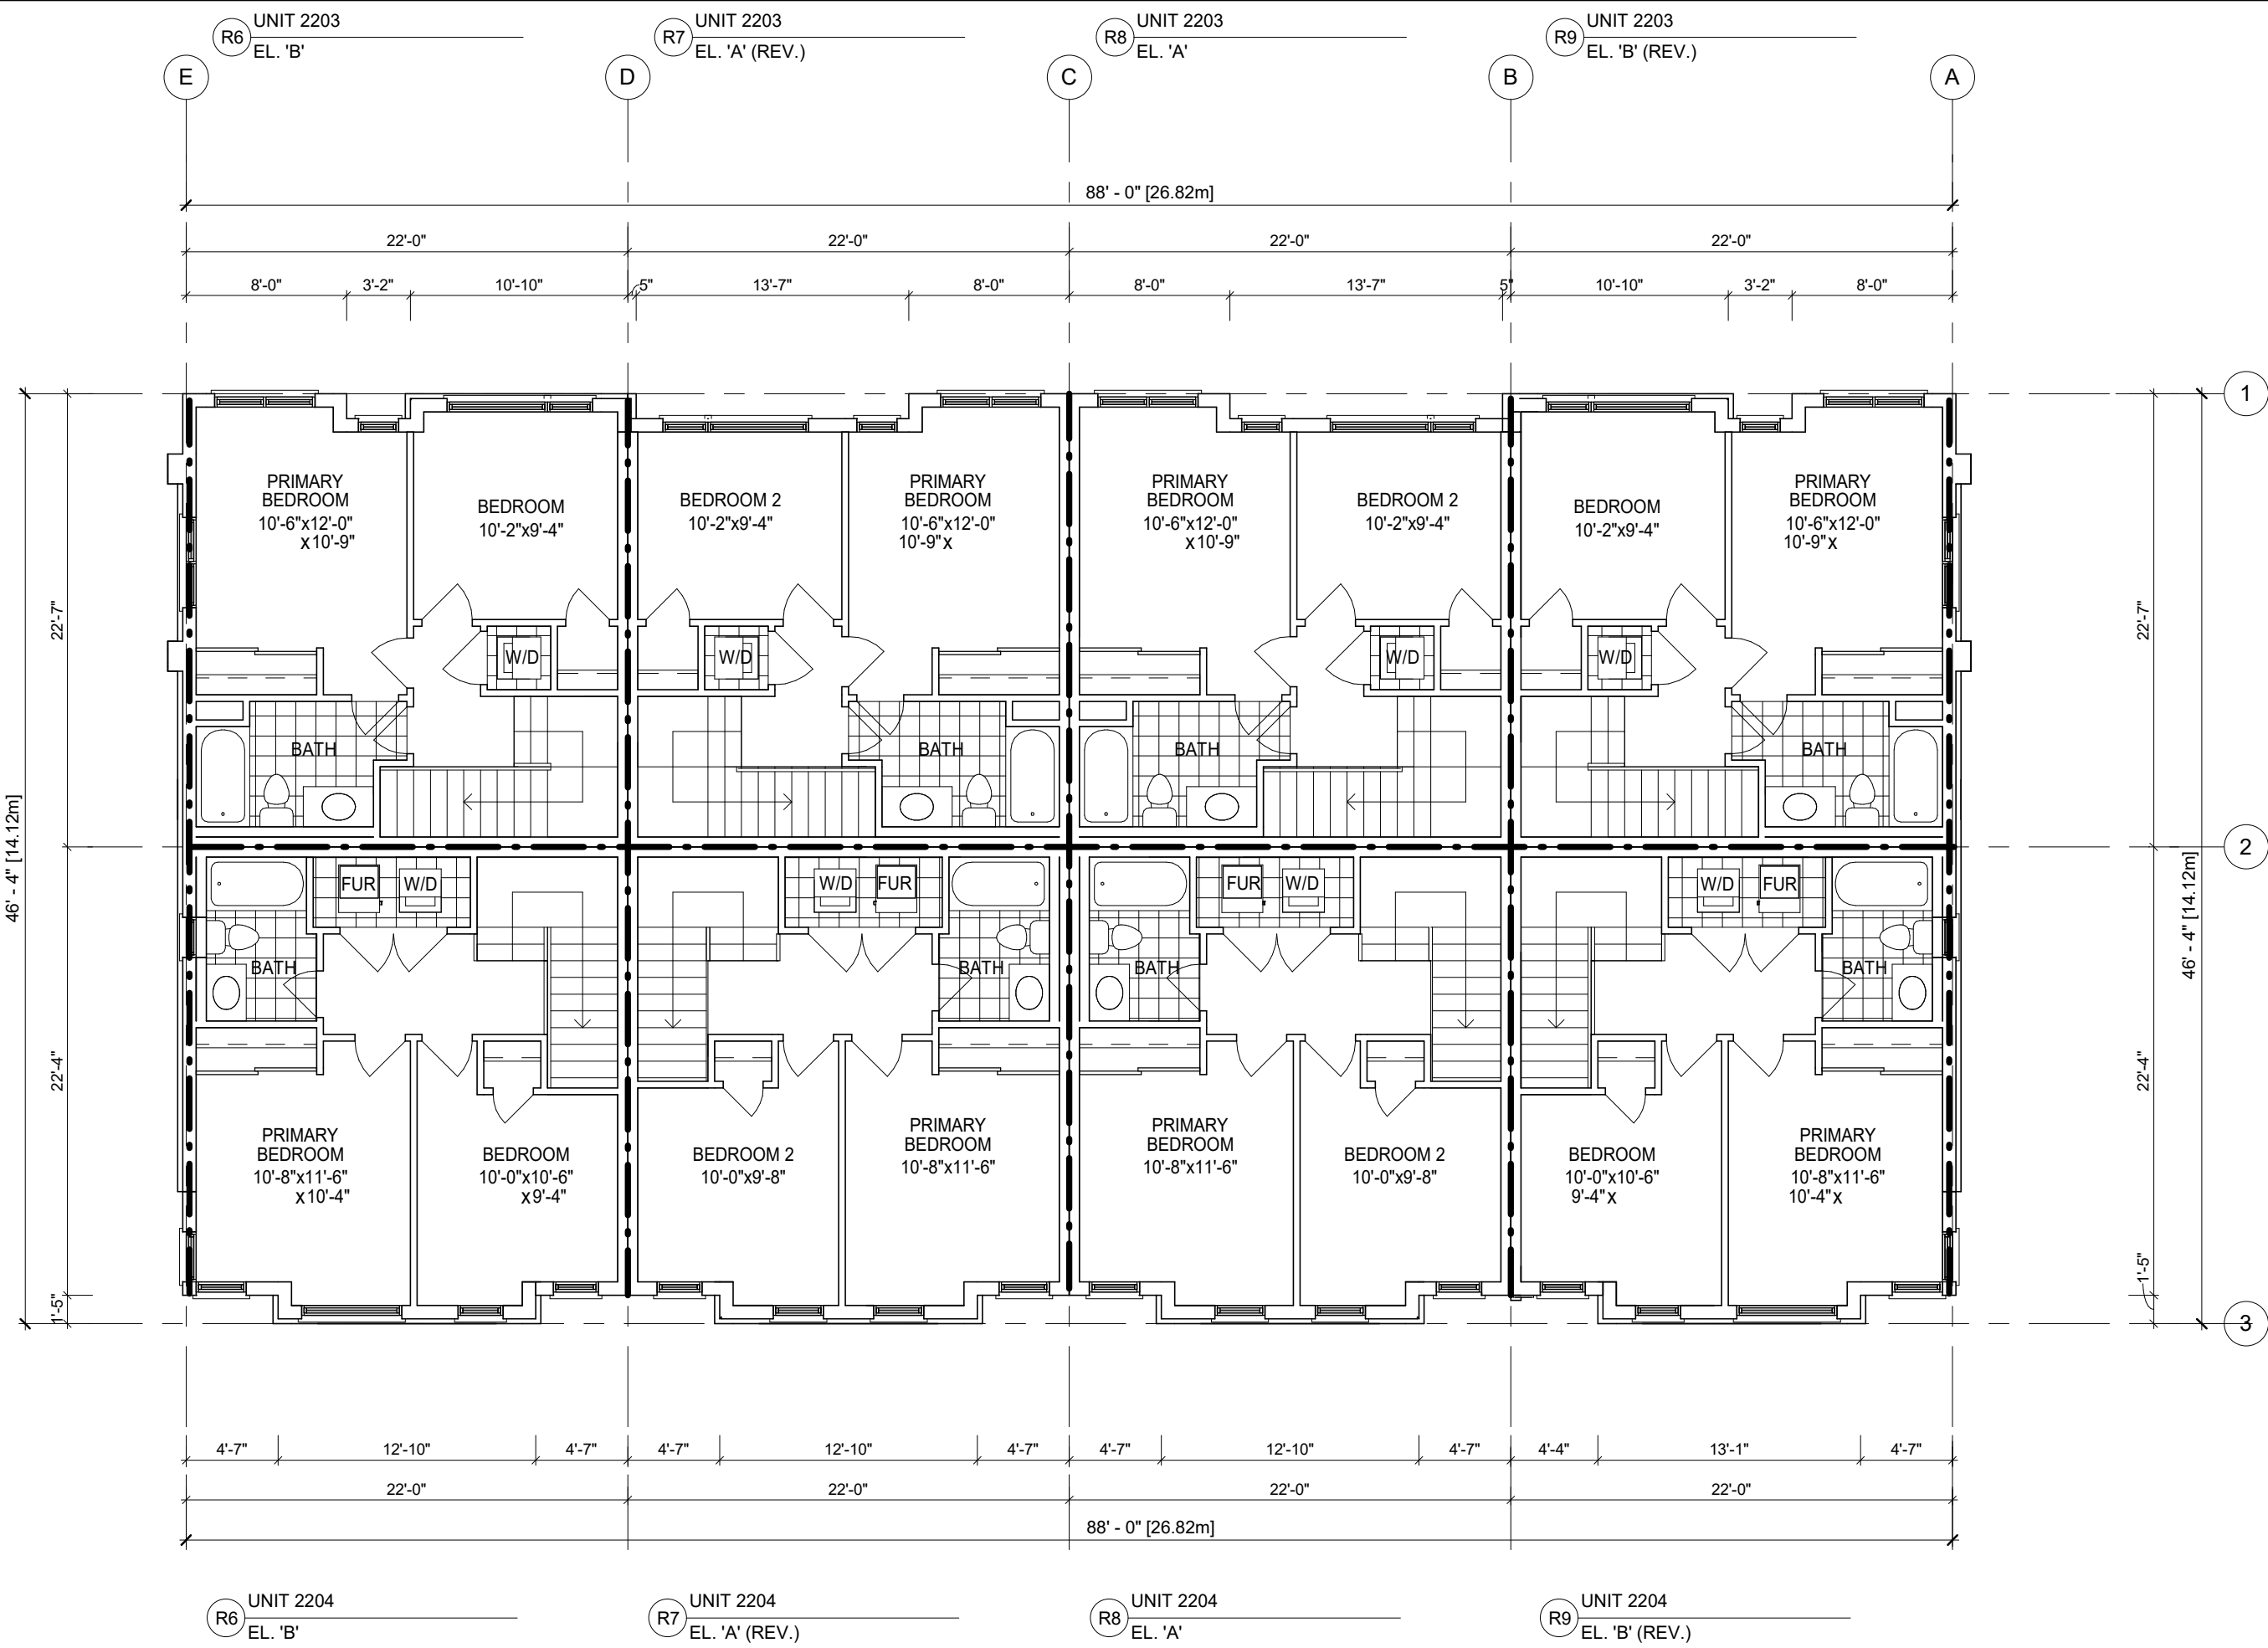 R6
UNIT 2203
EL. 'B'
R7
UNIT 2203
EL. 'A' (REV.)
R8
UNIT 2203
EL. 'A'
R9
UNIT 2203
EL. 'B' (REV.)
E
D
C
B
A
88' - 0" [26.82m]
22'-0"
22'-0"
22'-0"
22'-0"
8'-0"
3'-2"
10'-10"
5"
13'-7"
8'-0"
8'-0"
13'-7"
5"
10'-10"
3'-2"
8'-0"
1
2
3
46' - 4" [14.12m]
22'-7"
22'-4"
1'-5"
PRIMARY
BEDROOM
10'-6"x12'-0"
x10'-9"
BEDROOM
10'-2"x9'-4"
BEDROOM 2
10'-2"x9'-4"
PRIMARY
BEDROOM
10'-6"x12'-0"
10'-9"x
PRIMARY
BEDROOM
10'-6"x12'-0"
x10'-9"
BEDROOM 2
10'-2"x9'-4"
BEDROOM
10'-2"x9'-4"
PRIMARY
BEDROOM
10'-6"x12'-0"
10'-9"x
W/D
W/D
W/D
W/D
BATH
BATH
BATH
BATH
FUR
W/D
W/D
FUR
FUR
W/D
W/D
FUR
BATH
BATH
BATH
BATH
PRIMARY
BEDROOM
10'-8"x11'-6"
x10'-4"
BEDROOM
10'-0"x10'-6"
x9'-4"
BEDROOM 2
10'-0"x9'-8"
PRIMARY
BEDROOM
10'-8"x11'-6"
PRIMARY
BEDROOM
10'-8"x11'-6"
BEDROOM 2
10'-0"x9'-8"
BEDROOM
10'-0"x10'-6"
9'-4"x
PRIMARY
BEDROOM
10'-8"x11'-6"
10'-4"x
22'-7"
22'-4"
1'-5"
46' - 4" [14.12m]
4'-7"
12'-10"
4'-7"
4'-7"
12'-10"
4'-7"
4'-7"
12'-10"
4'-7"
4'-4"
13'-1"
4'-7"
22'-0"
22'-0"
22'-0"
22'-0"
88' - 0" [26.82m]
R6
UNIT 2204
EL. 'B'
R7
UNIT 2204
EL. 'A' (REV.)
R8
UNIT 2204
EL. 'A'
R9
UNIT 2204
EL. 'B' (REV.)